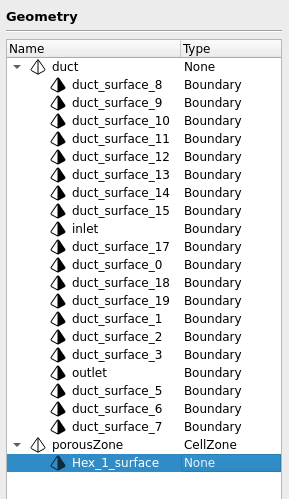 Geometry
Name Type
duct None
duct_surface_8 Boundary
duct_surface_9 Boundary
duct_surface_10 Boundary
duct_surface_11 Boundary
duct_surface_12 Boundary
duct_surface_13 Boundary
duct_surface_14 Boundary
duct_surface_15 Boundary
inlet Boundary
duct_surface_17 Boundary
duct_surface_0 Boundary
duct_surface_18 Boundary
duct_surface_19 Boundary
duct_surface_1 Boundary
duct_surface_2 Boundary
duct_surface_3 Boundary
outlet Boundary
duct_surface_5 Boundary
duct_surface_6 Boundary
duct_surface_7 Boundary
porousZone CellZone
Hex_1_surface None